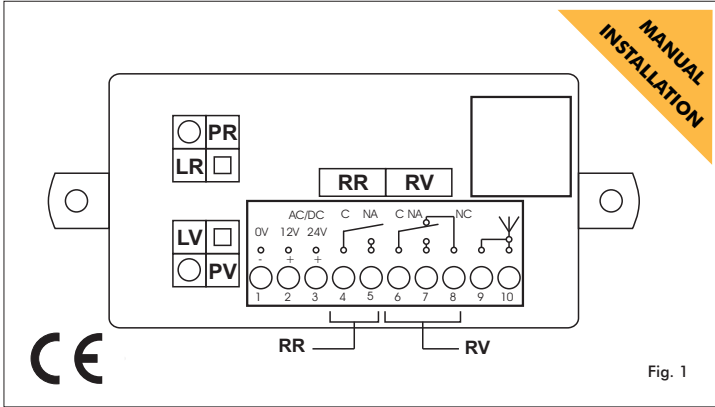 MANUAL
INSTALLATION
PR
LR
RR RV
LV
PV
AC/DC C NA C NA NC
0V 12V 24V
- + +
1 2 3 4 5 6 7 8 9 10
RR RV
CE
Fig. 1